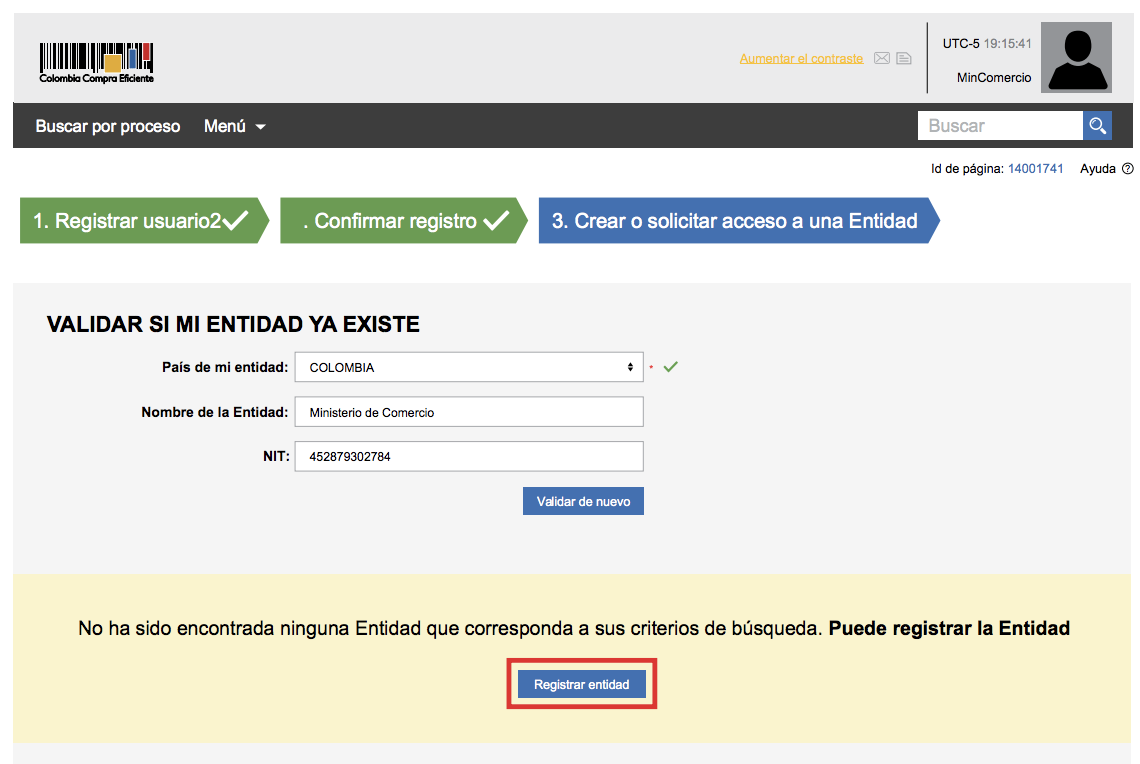 Colombia Compra Eficiente
Aumentar el contraste
UTC-5 19:15:41
MinComercio
Buscar por proceso Menú Buscar
Id de página: 14001741 Ayuda ?
1. Registrar usuario2 . Confirmar registro 3. Crear o solicitar acceso a una Entidad
VALIDAR SI MI ENTIDAD YA EXISTE
País de mi entidad: COLOMBIA *
Nombre de la Entidad: Ministerio de Comercio
NIT: 452879302784
Validar de nuevo
No ha sido encontrada ninguna Entidad que corresponda a sus criterios de búsqueda. Puede registrar la Entidad
Registrar entidad